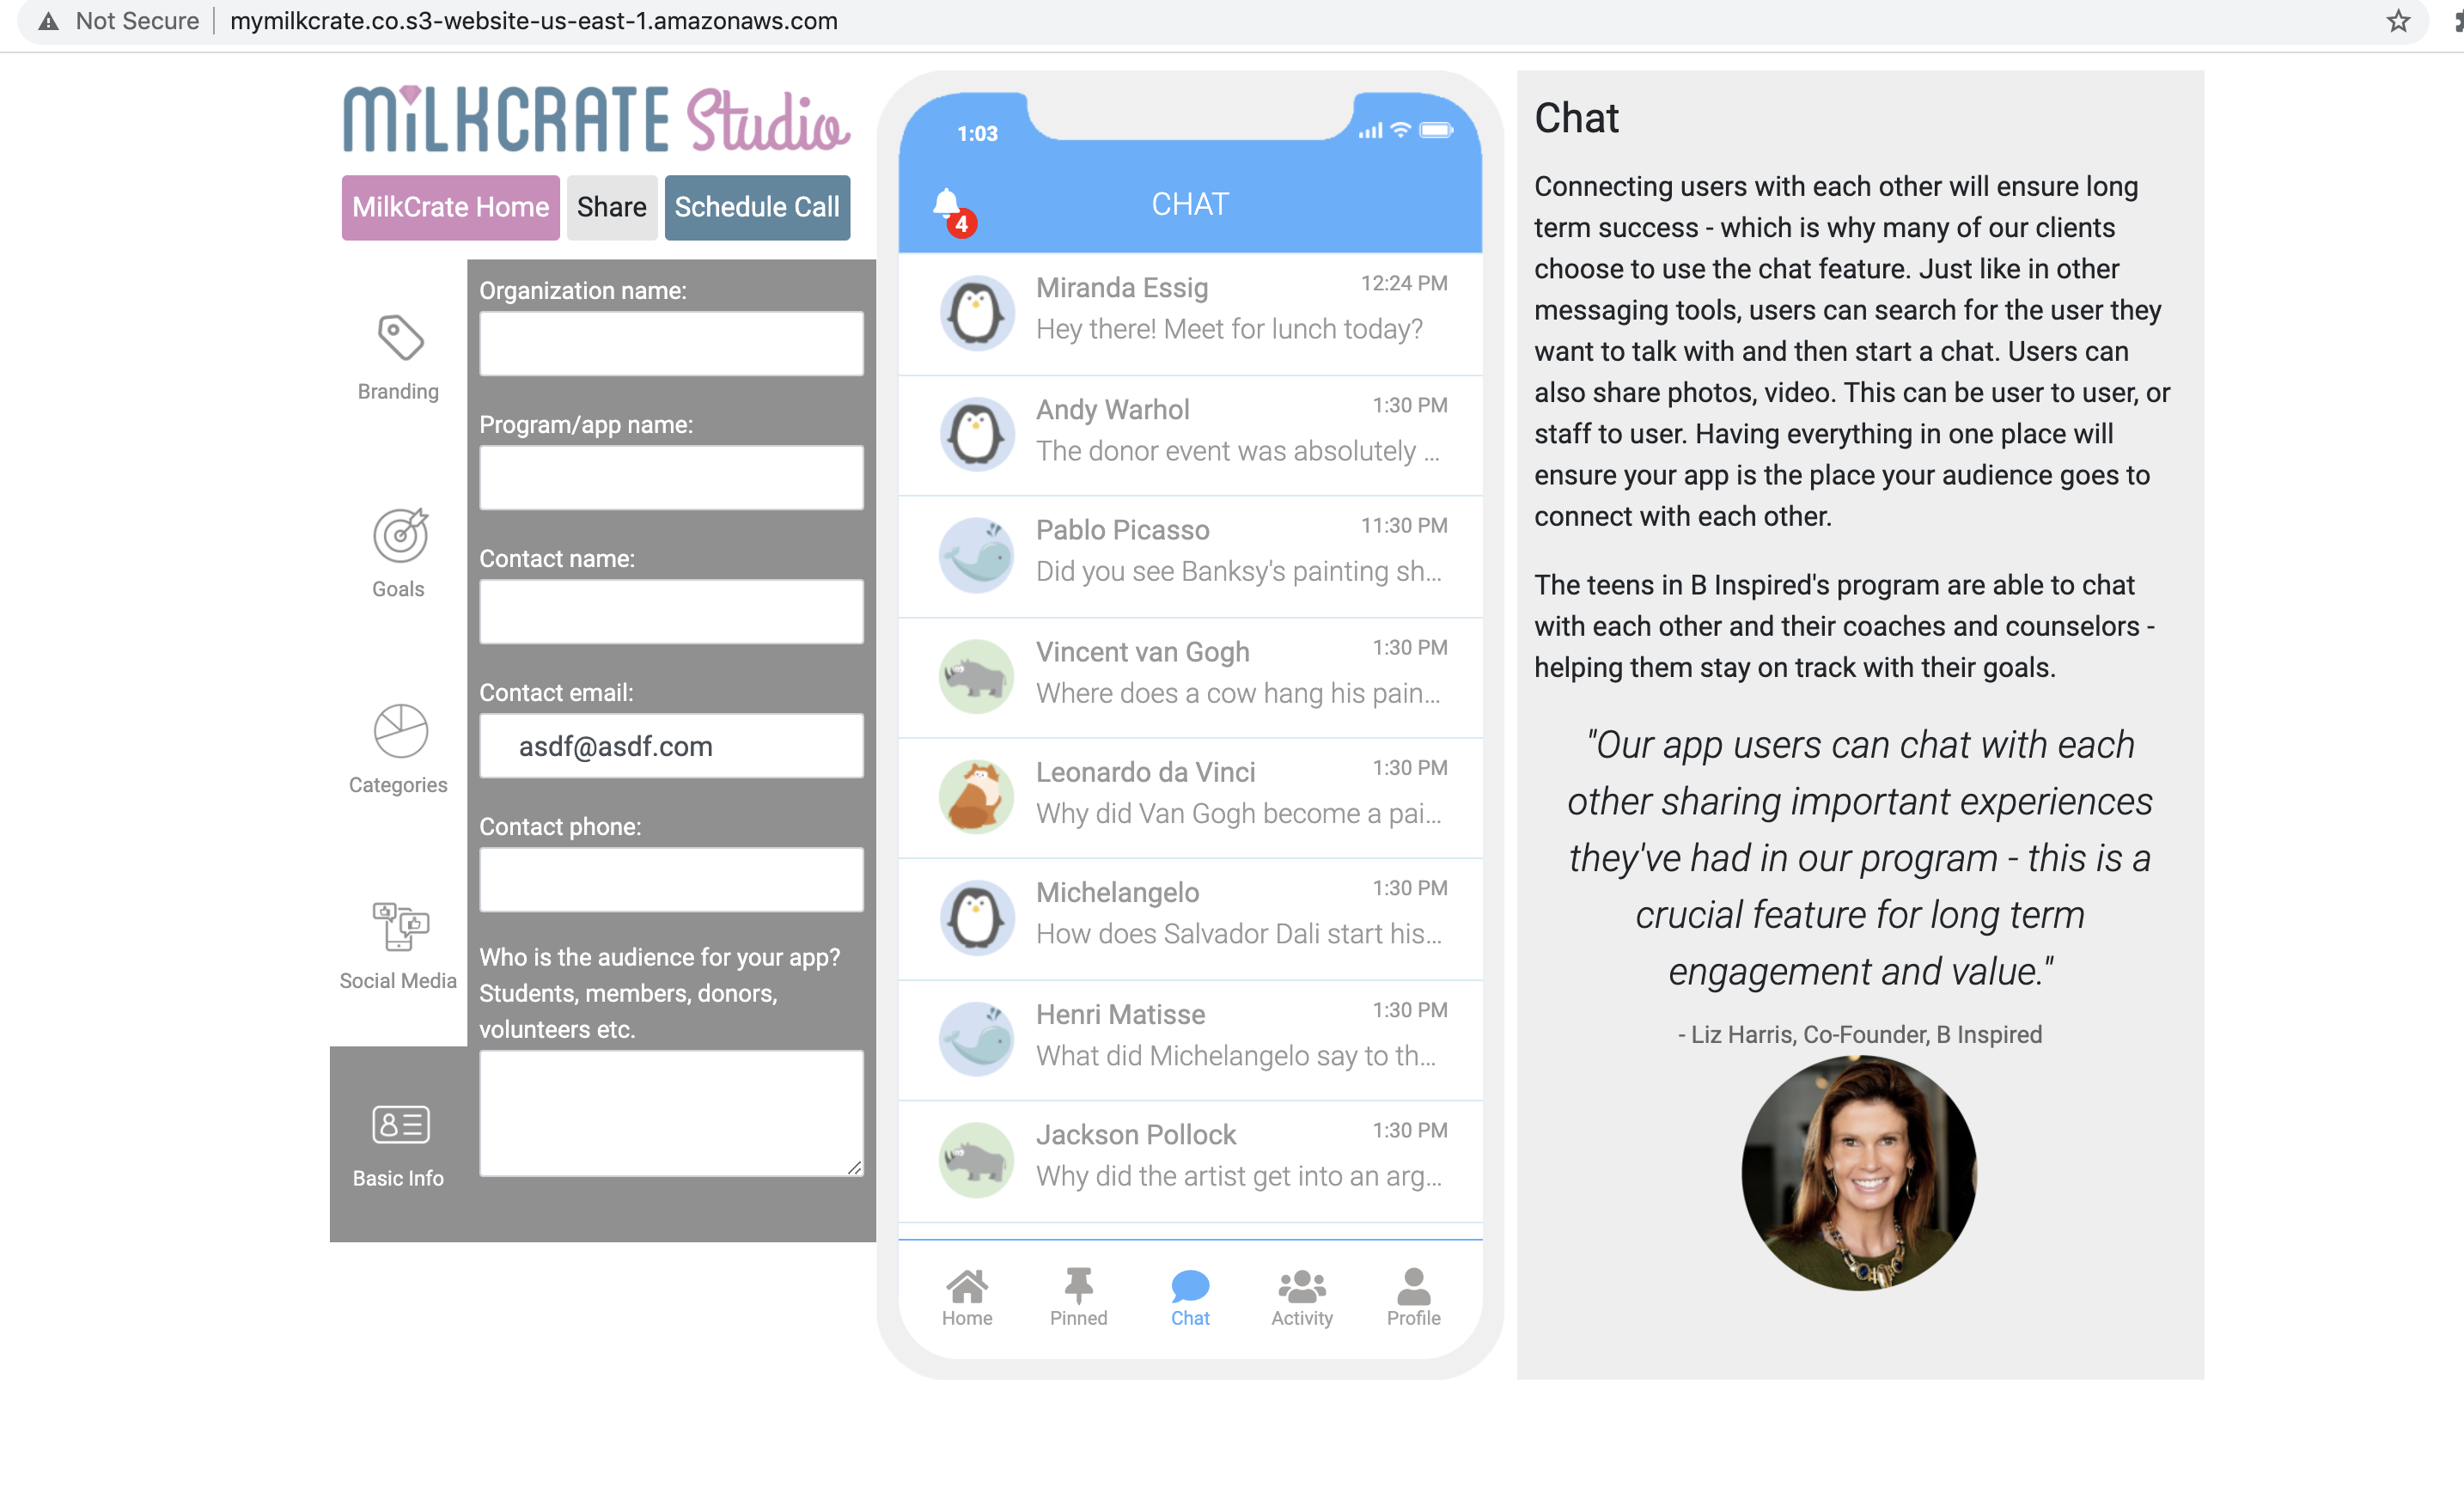 Not Secure mymilkcrate.co.s3-website-us-east-1.amazonaws.com
MiLKCRATE Studio
MilkCrate Home Share Schedule Call
Branding
Goals
Categories
Social Media
Basic Info
Organization name:
Program/app name:
Contact name:
Contact email:
asdf@asdf.com
Contact phone:
Who is the audience for your app?
Students, members, donors,
volunteers etc.
1:03
4
CHAT
Miranda Essig 12:24 PM
Hey there! Meet for lunch today?
Andy Warhol 1:30 PM
The donor event was absolutely ...
Pablo Picasso 11:30 PM
Did you see Banksy's painting sh...
Vincent van Gogh 1:30 PM
Where does a cow hang his pain...
Leonardo da Vinci 1:30 PM
Why did Van Gogh become a pai...
Michelangelo 1:30 PM
How does Salvador Dali start his...
Henri Matisse 1:30 PM
What did Michelangelo say to th...
Jackson Pollock 1:30 PM
Why did the artist get into an arg...
Home Pinned Chat Activity Profile
Chat
Connecting users with each other will ensure long
term success - which is why many of our clients
choose to use the chat feature. Just like in other
messaging tools, users can search for the user they
want to talk with and then start a chat. Users can
also share photos, video. This can be user to user, or
staff to user. Having everything in one place will
ensure your app is the place your audience goes to
connect with each other.
The teens in B Inspired's program are able to chat
with each other and their coaches and counselors -
helping them stay on track with their goals.
"Our app users can chat with each
other sharing important experiences
they've had in our program - this is a
crucial feature for long term
engagement and value."
- Liz Harris, Co-Founder, B Inspired